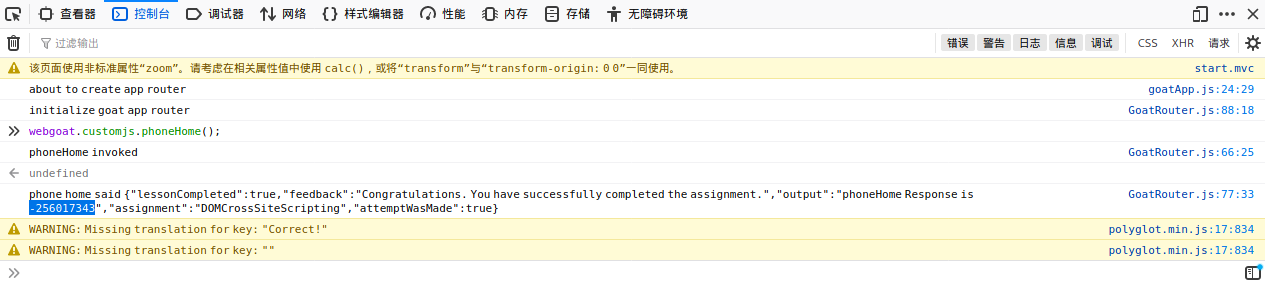 查看器 控制台 调试器 网络 样式编辑器 性能 内存 存储 无障碍环境
过滤输出 错误 警告 日志 信息 调试 CSS XHR 请求
该页面使用非标准属性“zoom”。请考虑在相关属性值中使用 calc()，或将“transform”与“transform-origin: 0 0”一同使用。 start.mvc
about to create app router goatApp.js:24:29
initialize goat app router GoatRouter.js:88:18
webgoat.customjs.phoneHome();
phoneHome invoked GoatRouter.js:66:25
undefined
phone home said {"lessonCompleted":true,"feedback":"Congratulations. You have successfully completed the assignment.","output":"phoneHome Response is GoatRouter.js:77:33
-256017343","assignment":"DOMCrossSiteScripting","attemptWasMade":true}
WARNING: Missing translation for key: "Correct!" polyglot.min.js:17:834
WARNING: Missing translation for key: "" polyglot.min.js:17:834